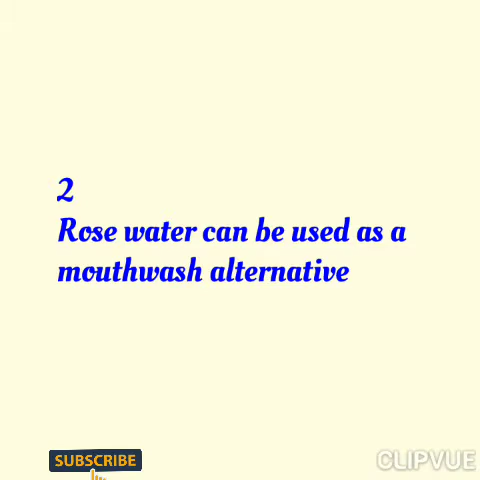 2
Rose water can be used as a
mouthwash alternative
SUBSCRIBE
CLIPVUE